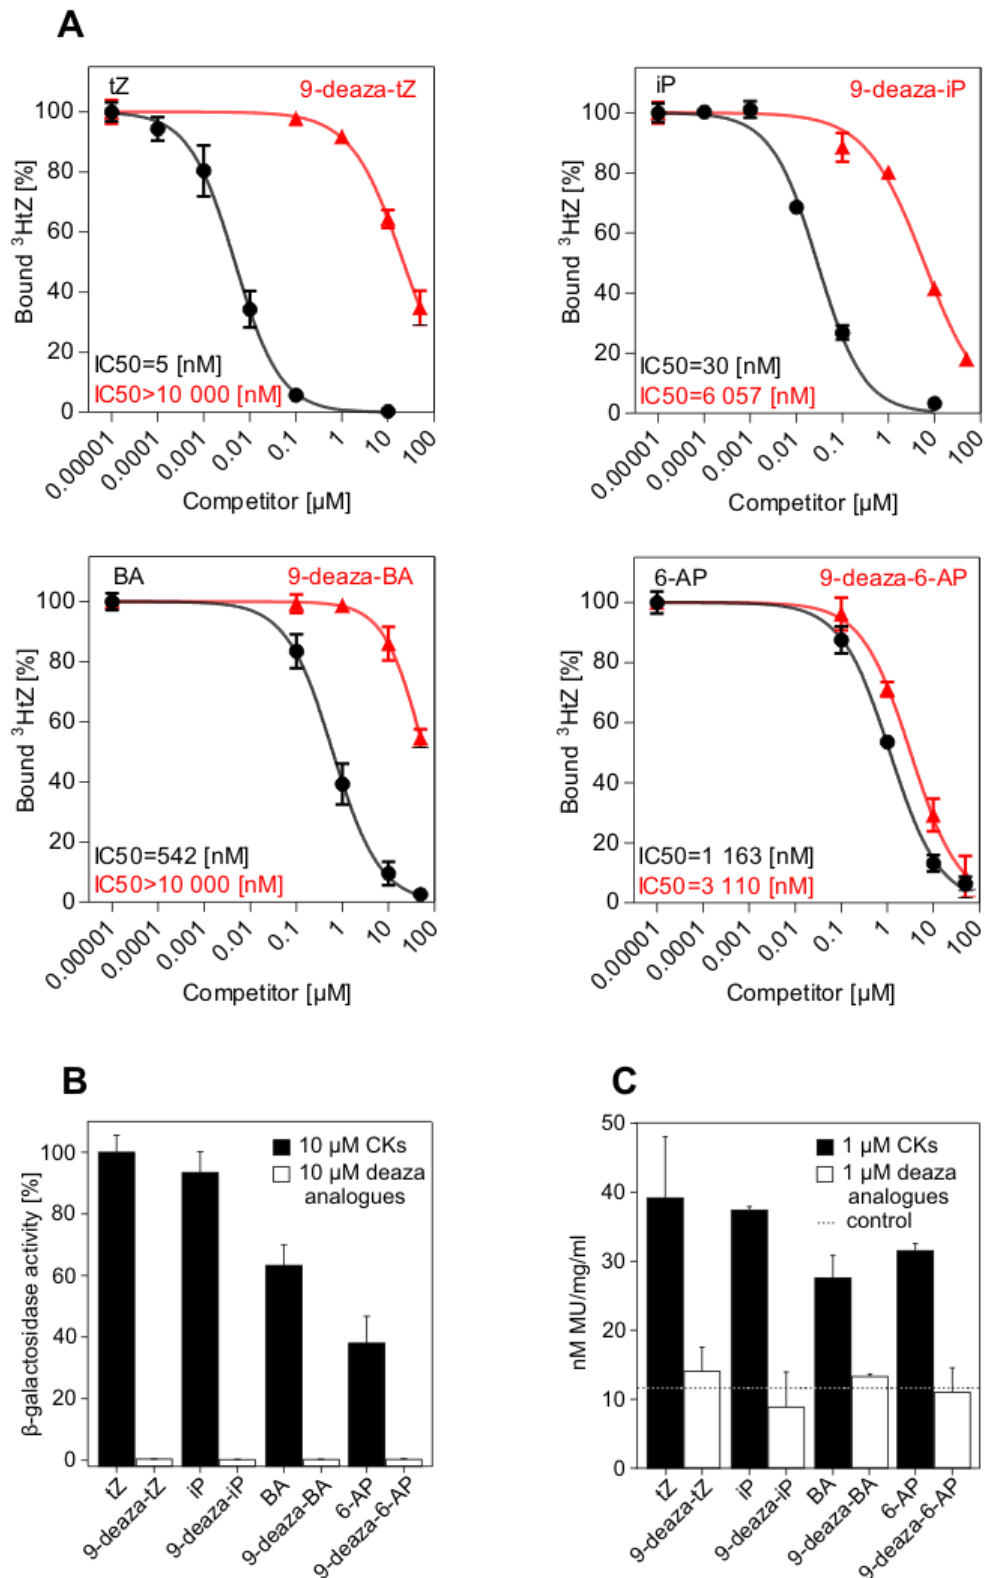 A
tZ
9-deaza-tZ
100
80
60
40
20
0
Bound ³HtZ [%]
IC50=5 [nM]
IC50>10 000 [nM]
0.00001
0.0001
0.001
0.01
0.1
1
10
100
Competitor [µM]
iP
9-deaza-iP
100
80
60
40
20
0
Bound ³HtZ [%]
IC50=30 [nM]
IC50=6 057 [nM]
0.00001
0.0001
0.001
0.01
0.1
1
10
100
Competitor [µM]
BA
9-deaza-BA
100
80
60
40
20
0
Bound ³HtZ [%]
IC50=542 [nM]
IC50>10 000 [nM]
0.00001
0.0001
0.001
0.01
0.1
1
10
100
Competitor [µM]
6-AP
9-deaza-6-AP
100
80
60
40
20
0
Bound ³HtZ [%]
IC50=1 163 [nM]
IC50=3 110 [nM]
0.00001
0.0001
0.001
0.01
0.1
1
10
100
Competitor [µM]
B
10 µM CKs
10 µM deaza
analogues
100
80
60
40
20
0
β-galactosidase activity [%]
tZ
9-deaza-tZ
iP
9-deaza-iP
BA
9-deaza-BA
6-AP
9-deaza-6-AP
C
1 µM CKs
1 µM deaza
analogues
control
50
40
30
20
10
0
nM MU/mg/ml
tZ
9-deaza-tZ
iP
9-deaza-iP
BA
9-deaza-BA
6-AP
9-deaza-6-AP